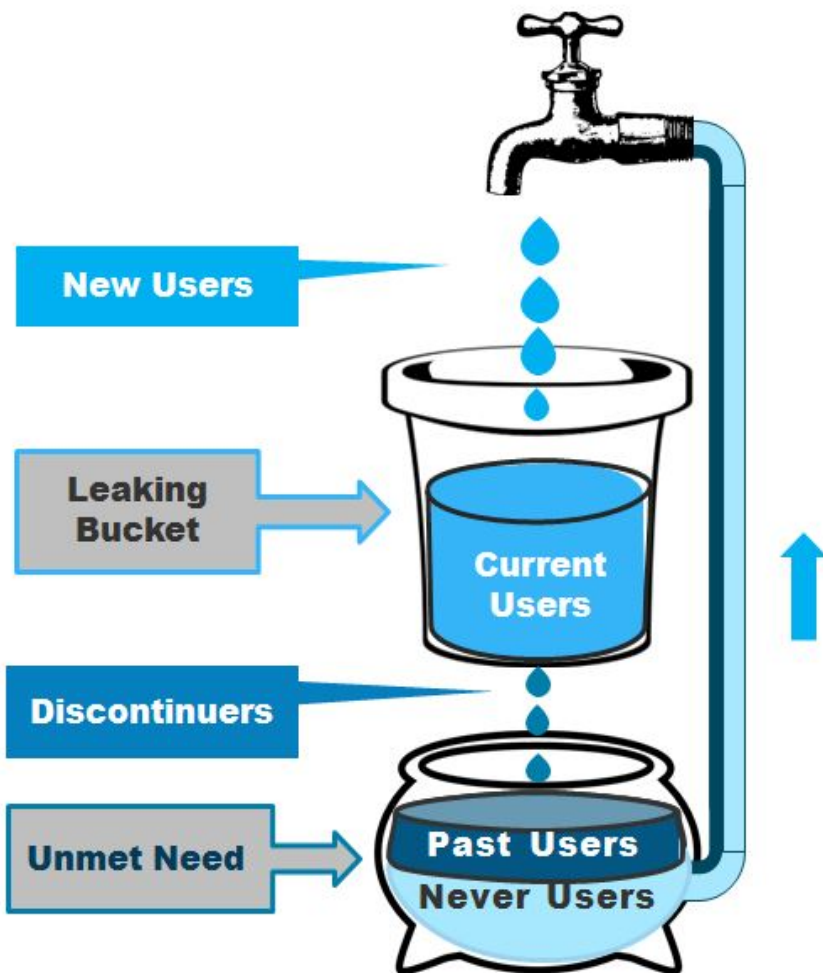 New Users
Leaking
Bucket
Current
Users
Discontinuers
Unmet Need
Past Users
Never Users